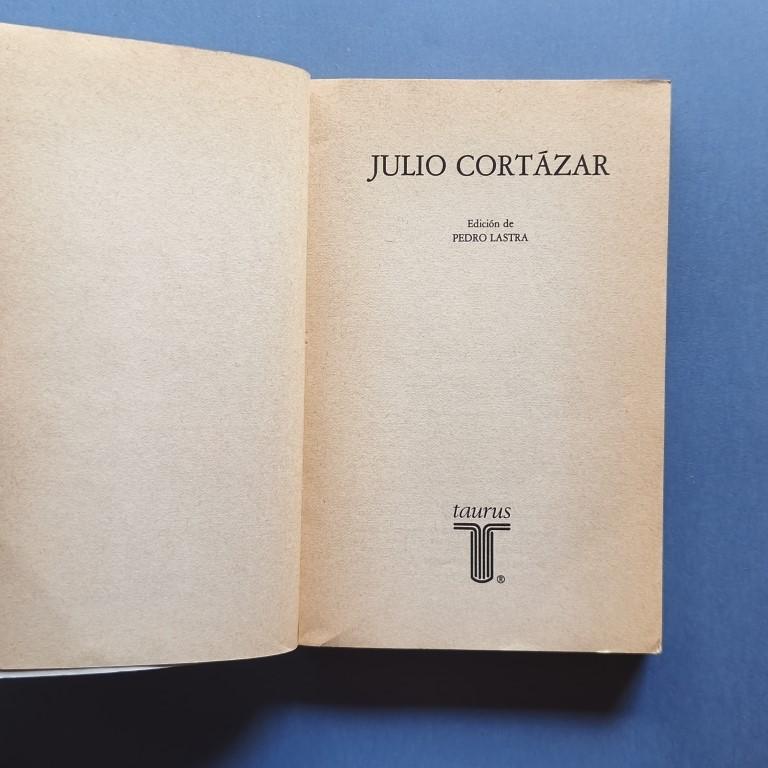 JULIO CORTÁZAR
Edición de
PEDRO LASTRA
taurus
T®